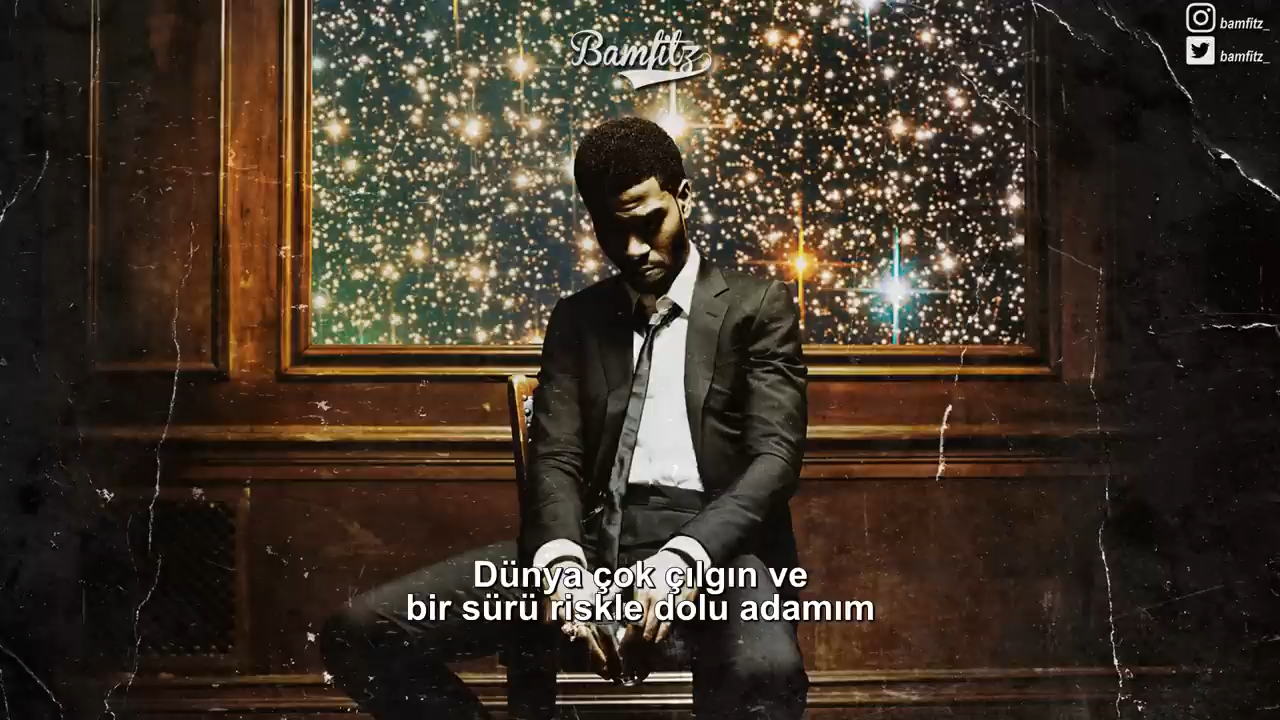 Bamfitz
bamfitz_
bamfitz_
Dünya çok çılgın ve
bir sürü riskle dolu adamım